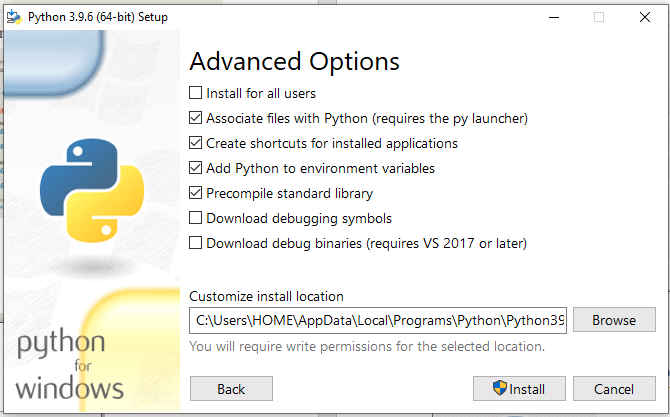 Python 3.9.6 (64-bit) Setup
Advanced Options
Install for all users
Associate files with Python (requires the py launcher)
Create shortcuts for installed applications
Add Python to environment variables
Precompile standard library
Download debugging symbols
Download debug binaries (requires VS 2017 or later)
Customize install location
C:\Users\HOME\AppData\Local\Programs\Python\Python39
Browse
You will require write permissions for the selected location.
python
for
windows
Back
Install
Cancel